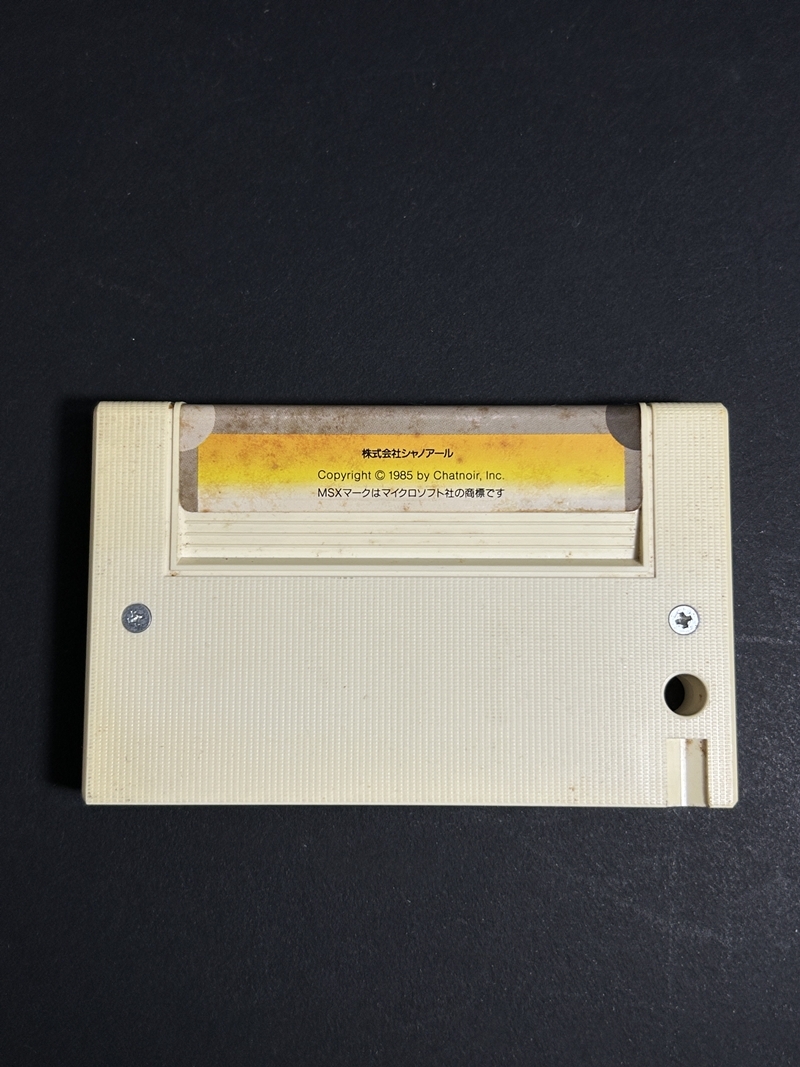 株式会社シャノアール
Copyright © 1985 by Chatnoir, Inc.
MSXマークはマイクロソフト社の商標です